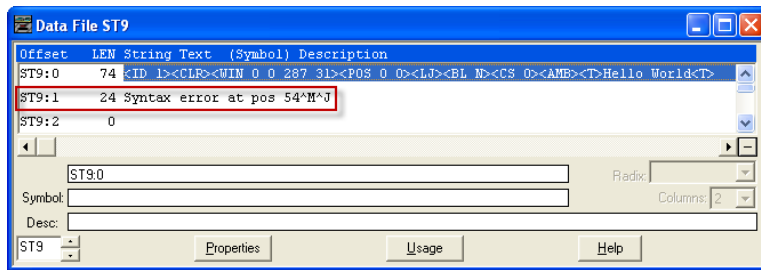 Data File ST9
Offset LEN String Text (Symbol) Description
ST9:0 74 <ID 1><CLR><WIN 0 0 287 31><POS 0 0><LJ><BL N><CS 0><AMB><T>Hello World<T>
ST9:1 24 Syntax error at pos 54^M^J
ST9:2 0
ST9:0 Radix:
Symbol: Columns: 2
Desc:
ST9 Properties Usage Help